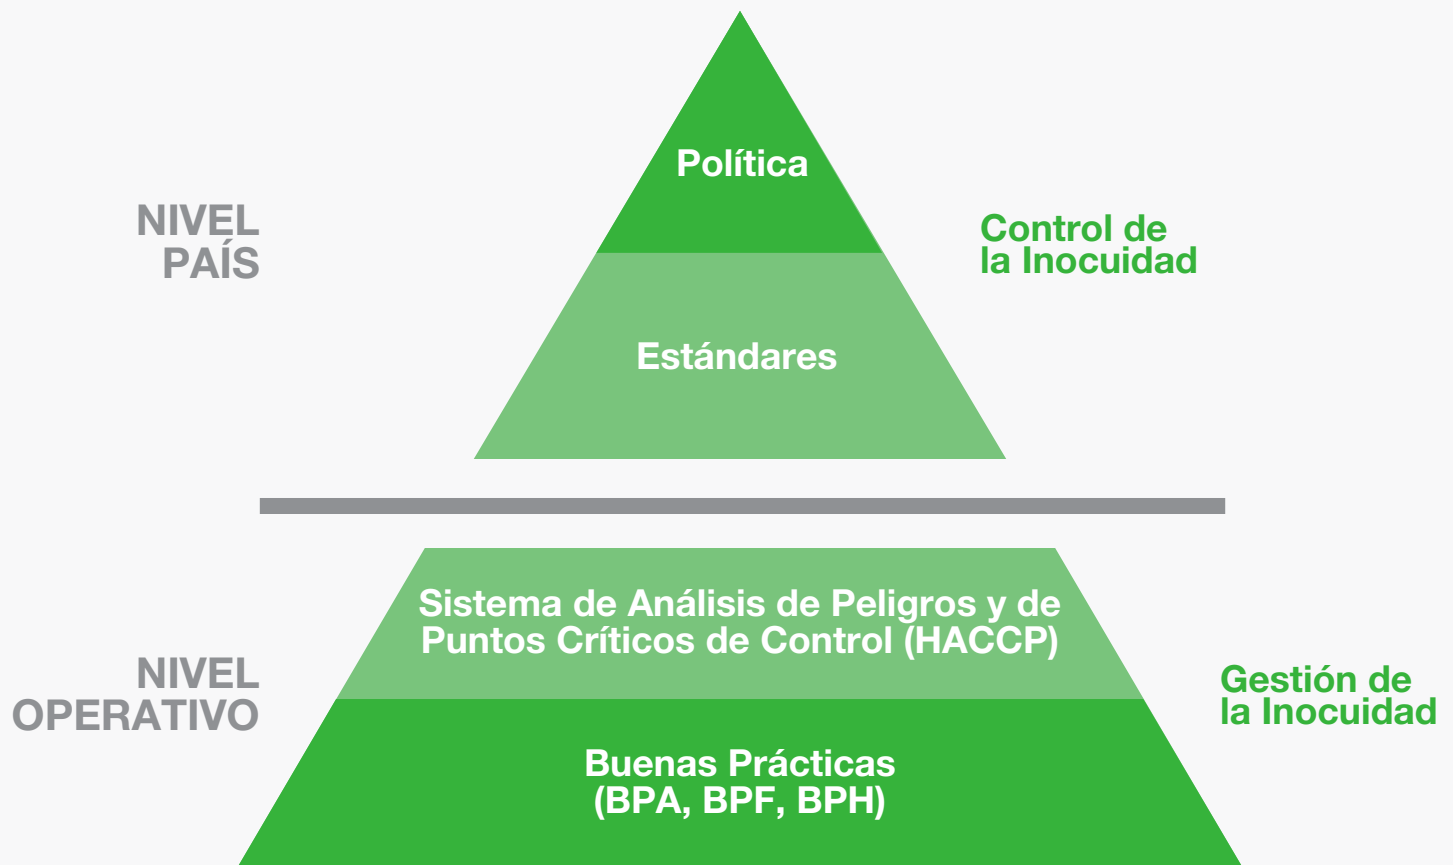 Política
NIVEL
PAÍS
Control de
la Inocuidad
Estándares
Sistema de Análisis de Peligros y de
Puntos Críticos de Control (HACCP)
NIVEL
OPERATIVO
Gestión de
la Inocuidad
Buenas Prácticas
(BPA, BPF, BPH)